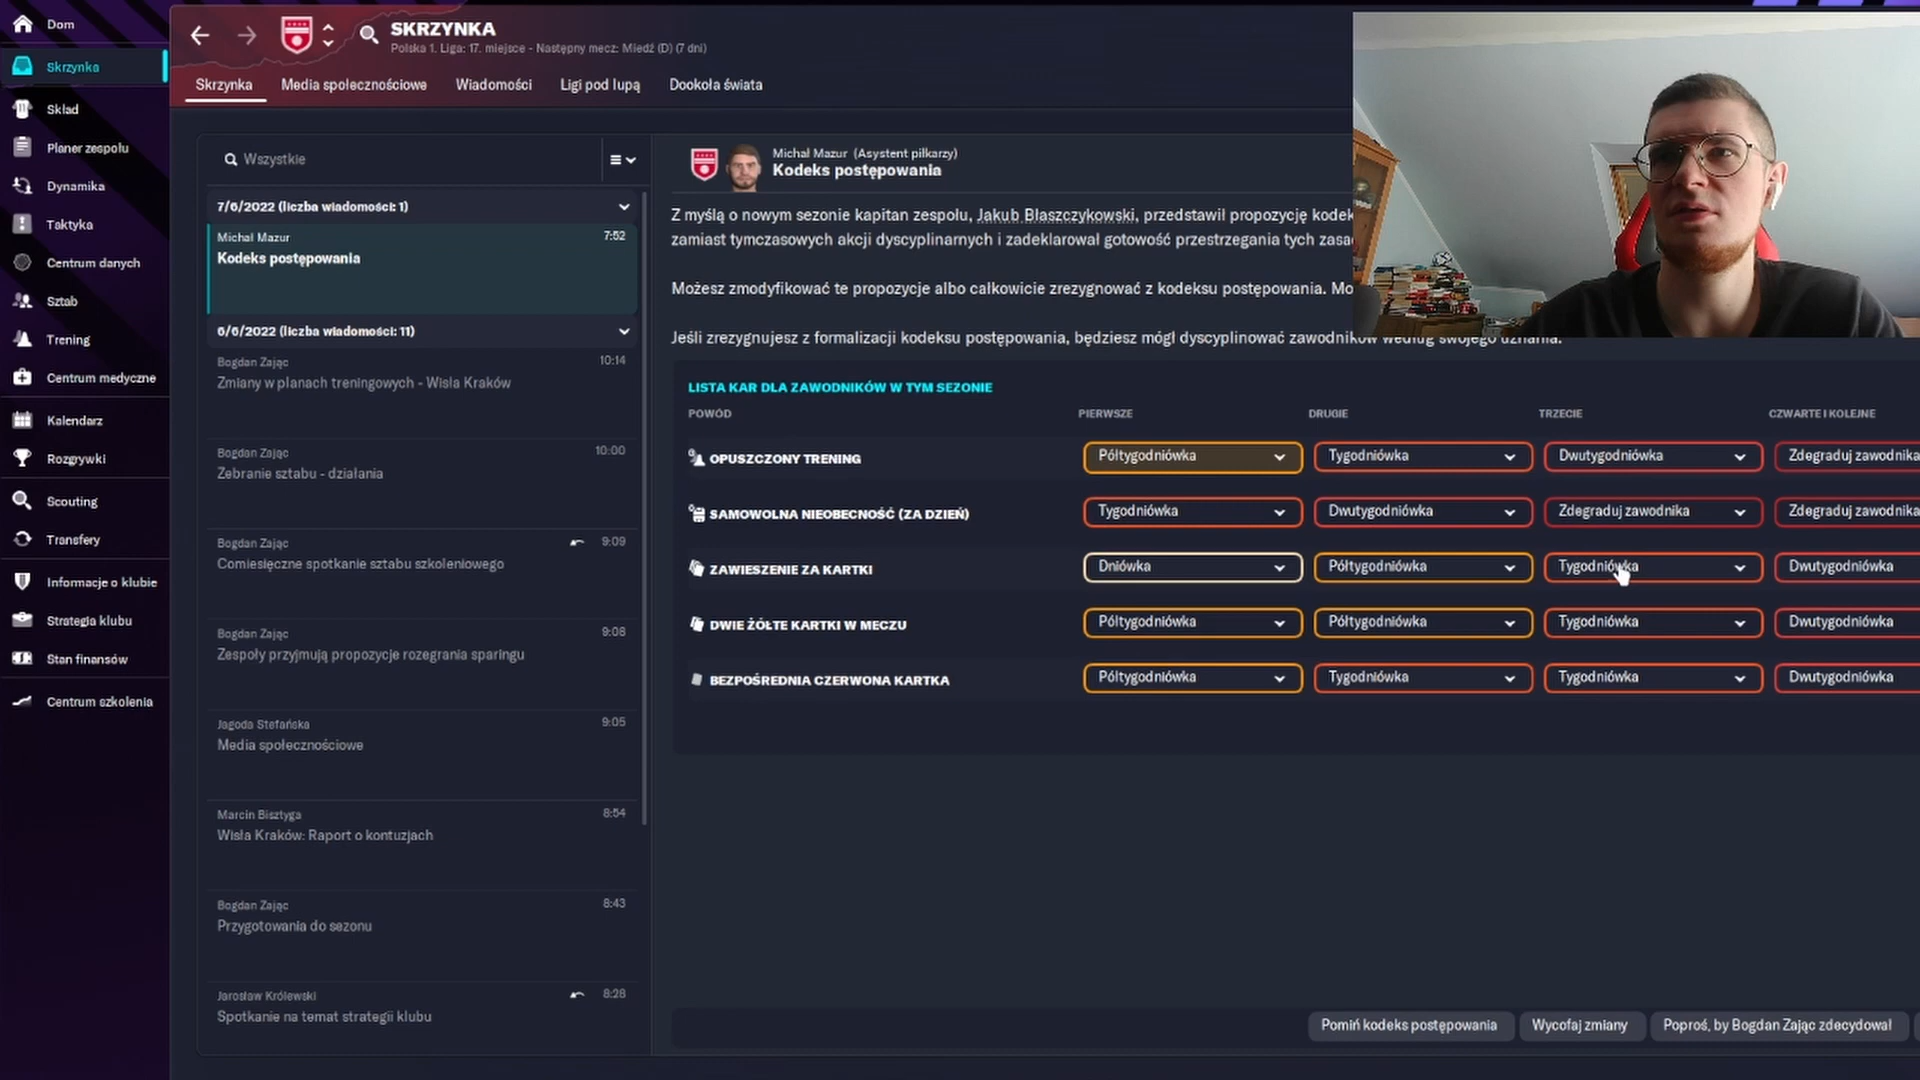 Dom
Skrzynka
Skład
Planer zespołu
Dynamika
Taktyka
Centrum danych
Sztab
Trening
Centrum medyczne
Kalendarz
Rozgrywki
Scouting
Transfery
Informacje o klubie
Strategia klubu
Stan finansów
Centrum szkolenia
SKRZYNKA
Polska 1. Liga: 17. miejsce - Następny mecz: Miedź (D) (7 dni)
Skrzynka Media społecznościowe Wiadomości Ligi pod lupą Dookoła świata
Wszystkie
7/6/2022 (liczba wiadomości: 1)
Michał Mazur 7:52
Kodeks postępowania
6/6/2022 (liczba wiadomości: 11)
Bogdan Zając 10:14
Zmiany w planach treningowych - Wisła Kraków
Bogdan Zając 10:00
Zebranie sztabu - działania
Bogdan Zając 9:09
Comiesięczne spotkanie sztabu szkoleniowego
Bogdan Zając 9:08
Zespoły przyjmują propozycje rozegrania sparingu
Jagoda Stefańska 9:05
Media społecznościowe
Marcin Bisztyga 8:54
Wisła Kraków: Raport o kontuzjach
Bogdan Zając 8:43
Przygotowania do sezonu
Jarosław Królewski 8:28
Spotkanie na temat strategii klubu
Michał Mazur (Asystent piłkarzy)
Kodeks postępowania
Z myślą o nowym sezonie kapitan zespołu, Jakub Błaszczykowski, przedstawił propozycję kodek
zamiast tymczasowych akcji dyscyplinarnych i zadeklarował gotowość przestrzegania tych zasa
Możesz zmodyfikować te propozycje albo całkowicie zrezygnować z kodeksu postępowania. Mo
Jeśli zrezygnujesz z formalizacji kodeksu postępowania, będziesz mógł dyscyplinować zawodników według swojego uznania.
LISTA KAR DLA ZAWODNIKÓW W TYM SEZONIE
POWÓD PIERWSZE DRUGIE TRZECIE CZWARTE I KOLEJNE
OPUSZCZONY TRENING Półtygodniówka Tygodniówka Dwutygodniówka Zdegraduj zawodnika
SAMOWOLNA NIEOBECNOŚĆ (ZA DZIEŃ) Tygodniówka Dwutygodniówka Zdegraduj zawodnika Zdegraduj zawodnika
ZAWIESZENIE ZA KARTKI Dniówka Półtygodniówka Tygodniówka Dwutygodniówka
DWIE ŻÓŁTE KARTKI W MECZU Półtygodniówka Półtygodniówka Tygodniówka Dwutygodniówka
BEZPOŚREDNIA CZERWONA KARTKA Półtygodniówka Tygodniówka Tygodniówka Dwutygodniówka
Pomiń kodeks postępowania Wycofaj zmiany Poproś, by Bogdan Zając zdecydował